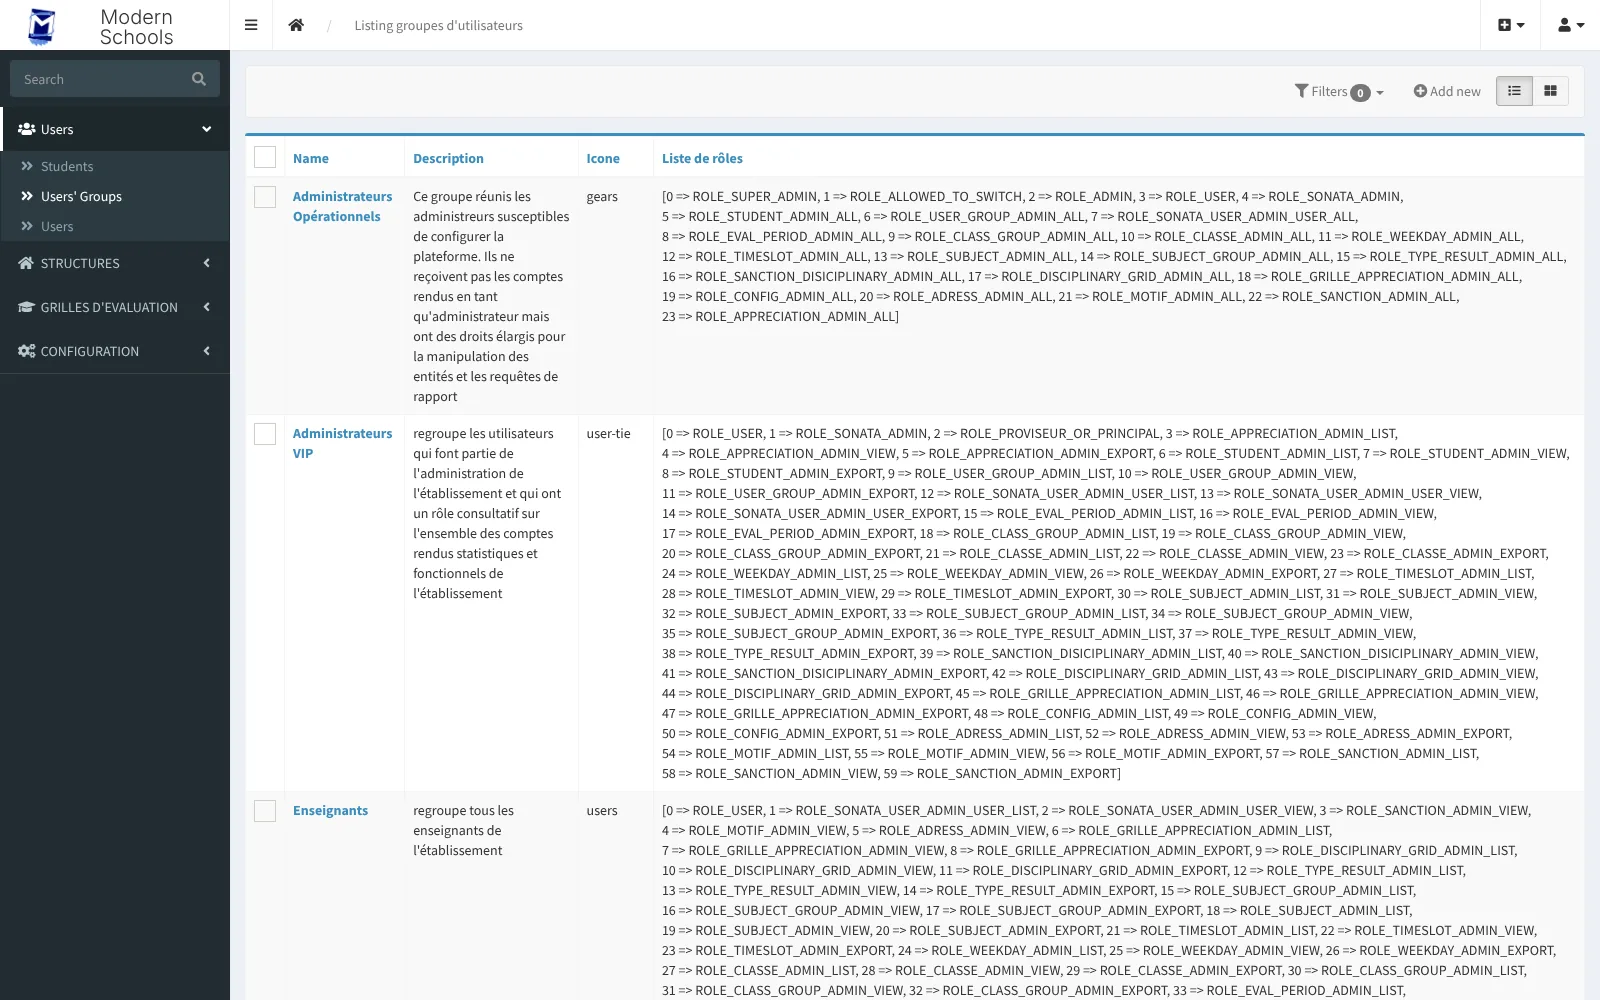 Modern
Schools
/
Listing groupes d'utilisateurs
Search
Users
Students
Users' Groups
Users
STRUCTURES
GRILLES D'EVALUATION
CONFIGURATION
Filters 0
Add new
Name Description Icone Liste de rôles
Administrateurs
Opérationnels
Ce groupe réunis les
administreurs susceptibles
de configurer la
plateforme. Ils ne
reçoivent pas les comptes
rendus en tant
qu'administrateur mais
ont des droits élargis pour
la manipulation des
entités et les requêtes de
rapport
gears
[0 => ROLE_SUPER_ADMIN, 1 => ROLE_ALLOWED_TO_SWITCH, 2 => ROLE_ADMIN, 3 => ROLE_USER, 4 => ROLE_SONATA_ADMIN,
5 => ROLE_STUDENT_ADMIN_ALL, 6 => ROLE_USER_GROUP_ADMIN_ALL, 7 => ROLE_SONATA_USER_ADMIN_USER_ALL,
8 => ROLE_EVAL_PERIOD_ADMIN_ALL, 9 => ROLE_CLASS_GROUP_ADMIN_ALL, 10 => ROLE_CLASSE_ADMIN_ALL, 11 => ROLE_WEEKDAY_ADMIN_ALL,
12 => ROLE_TIMESLOT_ADMIN_ALL, 13 => ROLE_SUBJECT_ADMIN_ALL, 14 => ROLE_SUBJECT_GROUP_ADMIN_ALL, 15 => ROLE_TYPE_RESULT_ADMIN_ALL,
16 => ROLE_SANCTION_DISICIPLINARY_ADMIN_ALL, 17 => ROLE_DISCIPLINARY_GRID_ADMIN_ALL, 18 => ROLE_GRILLE_APPRECIATION_ADMIN_ALL,
19 => ROLE_CONFIG_ADMIN_ALL, 20 => ROLE_ADRESS_ADMIN_ALL, 21 => ROLE_MOTIF_ADMIN_ALL, 22 => ROLE_SANCTION_ADMIN_ALL,
23 => ROLE_APPRECIATION_ADMIN_ALL]
Administrateurs
VIP
regroupe les utilisateurs
qui font partie de
l'administration de
l'établissement et qui ont
un rôle consultatif sur
l'ensemble des comptes
rendus statistiques et
fonctionnels de
l'établissement
user-tie
[0 => ROLE_USER, 1 => ROLE_SONATA_ADMIN, 2 => ROLE_PROVISEUR_OR_PRINCIPAL, 3 => ROLE_APPRECIATION_ADMIN_LIST,
4 => ROLE_APPRECIATION_ADMIN_VIEW, 5 => ROLE_APPRECIATION_ADMIN_EXPORT, 6 => ROLE_STUDENT_ADMIN_LIST, 7 => ROLE_STUDENT_ADMIN_VIEW,
8 => ROLE_STUDENT_ADMIN_EXPORT, 9 => ROLE_USER_GROUP_ADMIN_LIST, 10 => ROLE_USER_GROUP_ADMIN_VIEW,
11 => ROLE_USER_GROUP_ADMIN_EXPORT, 12 => ROLE_SONATA_USER_ADMIN_USER_LIST, 13 => ROLE_SONATA_USER_ADMIN_USER_VIEW,
14 => ROLE_SONATA_USER_ADMIN_USER_EXPORT, 15 => ROLE_EVAL_PERIOD_ADMIN_LIST, 16 => ROLE_EVAL_PERIOD_ADMIN_VIEW,
17 => ROLE_EVAL_PERIOD_ADMIN_EXPORT, 18 => ROLE_CLASS_GROUP_ADMIN_LIST, 19 => ROLE_CLASS_GROUP_ADMIN_VIEW,
20 => ROLE_CLASS_GROUP_ADMIN_EXPORT, 21 => ROLE_CLASSE_ADMIN_LIST, 22 => ROLE_CLASSE_ADMIN_VIEW, 23 => ROLE_CLASSE_ADMIN_EXPORT,
24 => ROLE_WEEKDAY_ADMIN_LIST, 25 => ROLE_WEEKDAY_ADMIN_VIEW, 26 => ROLE_WEEKDAY_ADMIN_EXPORT, 27 => ROLE_TIMESLOT_ADMIN_LIST,
28 => ROLE_TIMESLOT_ADMIN_VIEW, 29 => ROLE_TIMESLOT_ADMIN_EXPORT, 30 => ROLE_SUBJECT_ADMIN_LIST, 31 => ROLE_SUBJECT_ADMIN_VIEW,
32 => ROLE_SUBJECT_ADMIN_EXPORT, 33 => ROLE_SUBJECT_GROUP_ADMIN_LIST, 34 => ROLE_SUBJECT_GROUP_ADMIN_VIEW,
35 => ROLE_SUBJECT_GROUP_ADMIN_EXPORT, 36 => ROLE_TYPE_RESULT_ADMIN_LIST, 37 => ROLE_TYPE_RESULT_ADMIN_VIEW,
38 => ROLE_TYPE_RESULT_ADMIN_EXPORT, 39 => ROLE_SANCTION_DISICIPLINARY_ADMIN_LIST, 40 => ROLE_SANCTION_DISICIPLINARY_ADMIN_VIEW,
41 => ROLE_SANCTION_DISICIPLINARY_ADMIN_EXPORT, 42 => ROLE_DISCIPLINARY_GRID_ADMIN_LIST, 43 => ROLE_DISCIPLINARY_GRID_ADMIN_VIEW,
44 => ROLE_DISCIPLINARY_GRID_ADMIN_EXPORT, 45 => ROLE_GRILLE_APPRECIATION_ADMIN_LIST, 46 => ROLE_GRILLE_APPRECIATION_ADMIN_VIEW,
47 => ROLE_GRILLE_APPRECIATION_ADMIN_EXPORT, 48 => ROLE_CONFIG_ADMIN_LIST, 49 => ROLE_CONFIG_ADMIN_VIEW,
50 => ROLE_CONFIG_ADMIN_EXPORT, 51 => ROLE_ADRESS_ADMIN_LIST, 52 => ROLE_ADRESS_ADMIN_VIEW, 53 => ROLE_ADRESS_ADMIN_EXPORT,
54 => ROLE_MOTIF_ADMIN_LIST, 55 => ROLE_MOTIF_ADMIN_VIEW, 56 => ROLE_MOTIF_ADMIN_EXPORT, 57 => ROLE_SANCTION_ADMIN_LIST,
58 => ROLE_SANCTION_ADMIN_VIEW, 59 => ROLE_SANCTION_ADMIN_EXPORT]
Enseignants
regroupe tous les
enseignants de
l'établissement
users
[0 => ROLE_USER, 1 => ROLE_SONATA_USER_ADMIN_USER_LIST, 2 => ROLE_SONATA_USER_ADMIN_USER_VIEW, 3 => ROLE_SANCTION_ADMIN_VIEW,
4 => ROLE_MOTIF_ADMIN_VIEW, 5 => ROLE_ADRESS_ADMIN_VIEW, 6 => ROLE_GRILLE_APPRECIATION_ADMIN_LIST,
7 => ROLE_GRILLE_APPRECIATION_ADMIN_VIEW, 8 => ROLE_GRILLE_APPRECIATION_ADMIN_EXPORT, 9 => ROLE_DISCIPLINARY_GRID_ADMIN_LIST,
10 => ROLE_DISCIPLINARY_GRID_ADMIN_VIEW, 11 => ROLE_DISCIPLINARY_GRID_ADMIN_EXPORT, 12 => ROLE_TYPE_RESULT_ADMIN_LIST,
13 => ROLE_TYPE_RESULT_ADMIN_VIEW, 14 => ROLE_TYPE_RESULT_ADMIN_EXPORT, 15 => ROLE_SUBJECT_GROUP_ADMIN_LIST,
16 => ROLE_SUBJECT_GROUP_ADMIN_VIEW, 17 => ROLE_SUBJECT_GROUP_ADMIN_EXPORT, 18 => ROLE_SUBJECT_ADMIN_LIST,
19 => ROLE_SUBJECT_ADMIN_VIEW, 20 => ROLE_SUBJECT_ADMIN_EXPORT, 21 => ROLE_TIMESLOT_ADMIN_LIST, 22 => ROLE_TIMESLOT_ADMIN_VIEW,
23 => ROLE_TIMESLOT_ADMIN_EXPORT, 24 => ROLE_WEEKDAY_ADMIN_LIST, 25 => ROLE_WEEKDAY_ADMIN_VIEW, 26 => ROLE_WEEKDAY_ADMIN_EXPORT,
27 => ROLE_CLASSE_ADMIN_LIST, 28 => ROLE_CLASSE_ADMIN_VIEW, 29 => ROLE_CLASSE_ADMIN_EXPORT, 30 => ROLE_CLASS_GROUP_ADMIN_LIST,
31 => ROLE_CLASS_GROUP_ADMIN_VIEW, 32 => ROLE_CLASS_GROUP_ADMIN_EXPORT, 33 => ROLE_EVAL_PERIOD_ADMIN_LIST,